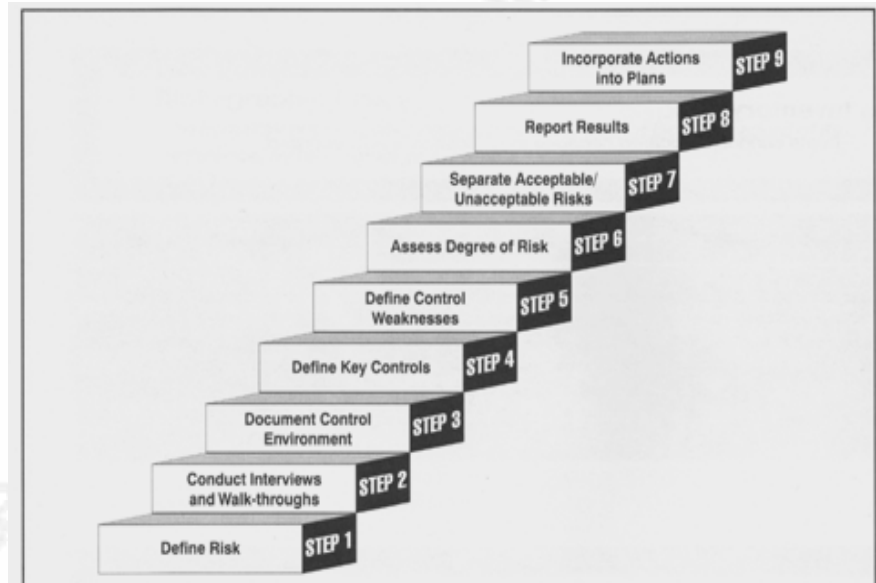 Incorporate Actions
into Plans
STEP 9
Report Results
STEP 8
Separate Acceptable/
Unacceptable Risks
STEP 7
Assess Degree of Risk
STEP 6
Define Control
Weaknesses
STEP 5
Define Key Controls
STEP 4
Document Control
Environment
STEP 3
Conduct Interviews
and Walk-throughs
STEP 2
Define Risk
STEP 1